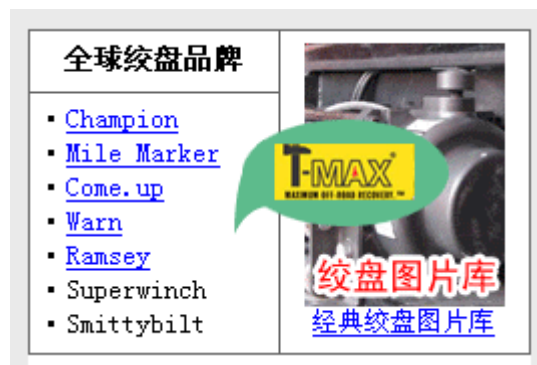 全球绞盘品牌
Champion
Mile Marker
Come.up
Warn
Ramsey
Superwinch
Smittybilt
T-MAX
MAXIMUM OFF-ROAD RECOVERY.™
绞盘图片库
经典绞盘图片库